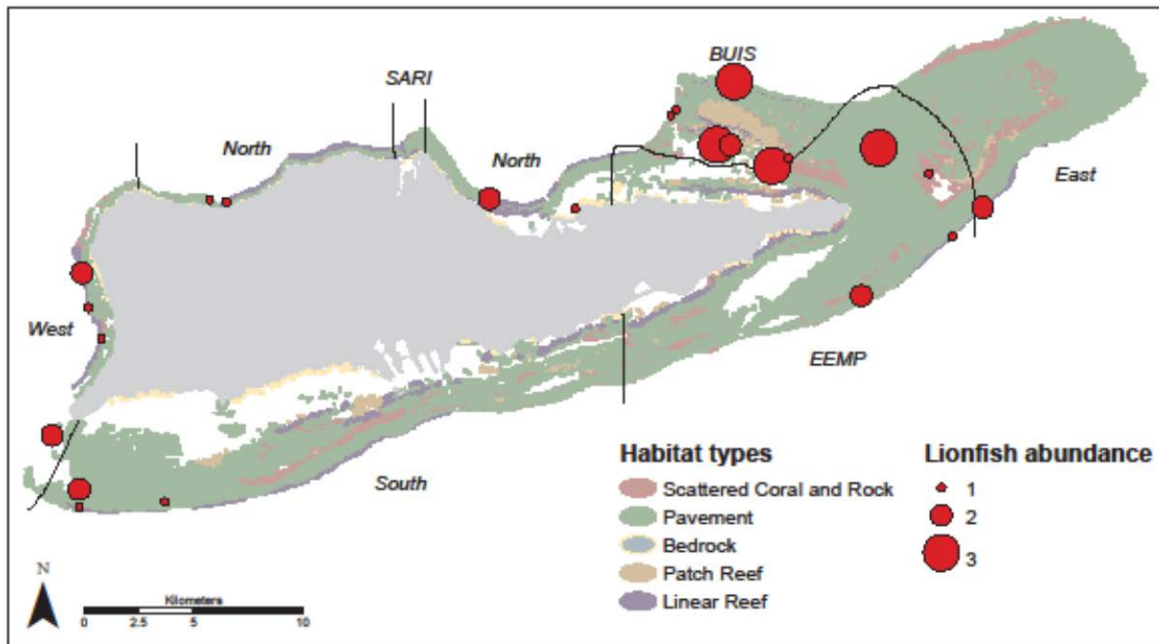 BUIS
SARI
North
North
East
West
EEMP
South
Habitat types
Scattered Coral and Rock
Pavement
Bedrock
Patch Reef
Linear Reef
Lionfish abundance
1
2
3
N
Kilometers
0 2.5 5 10